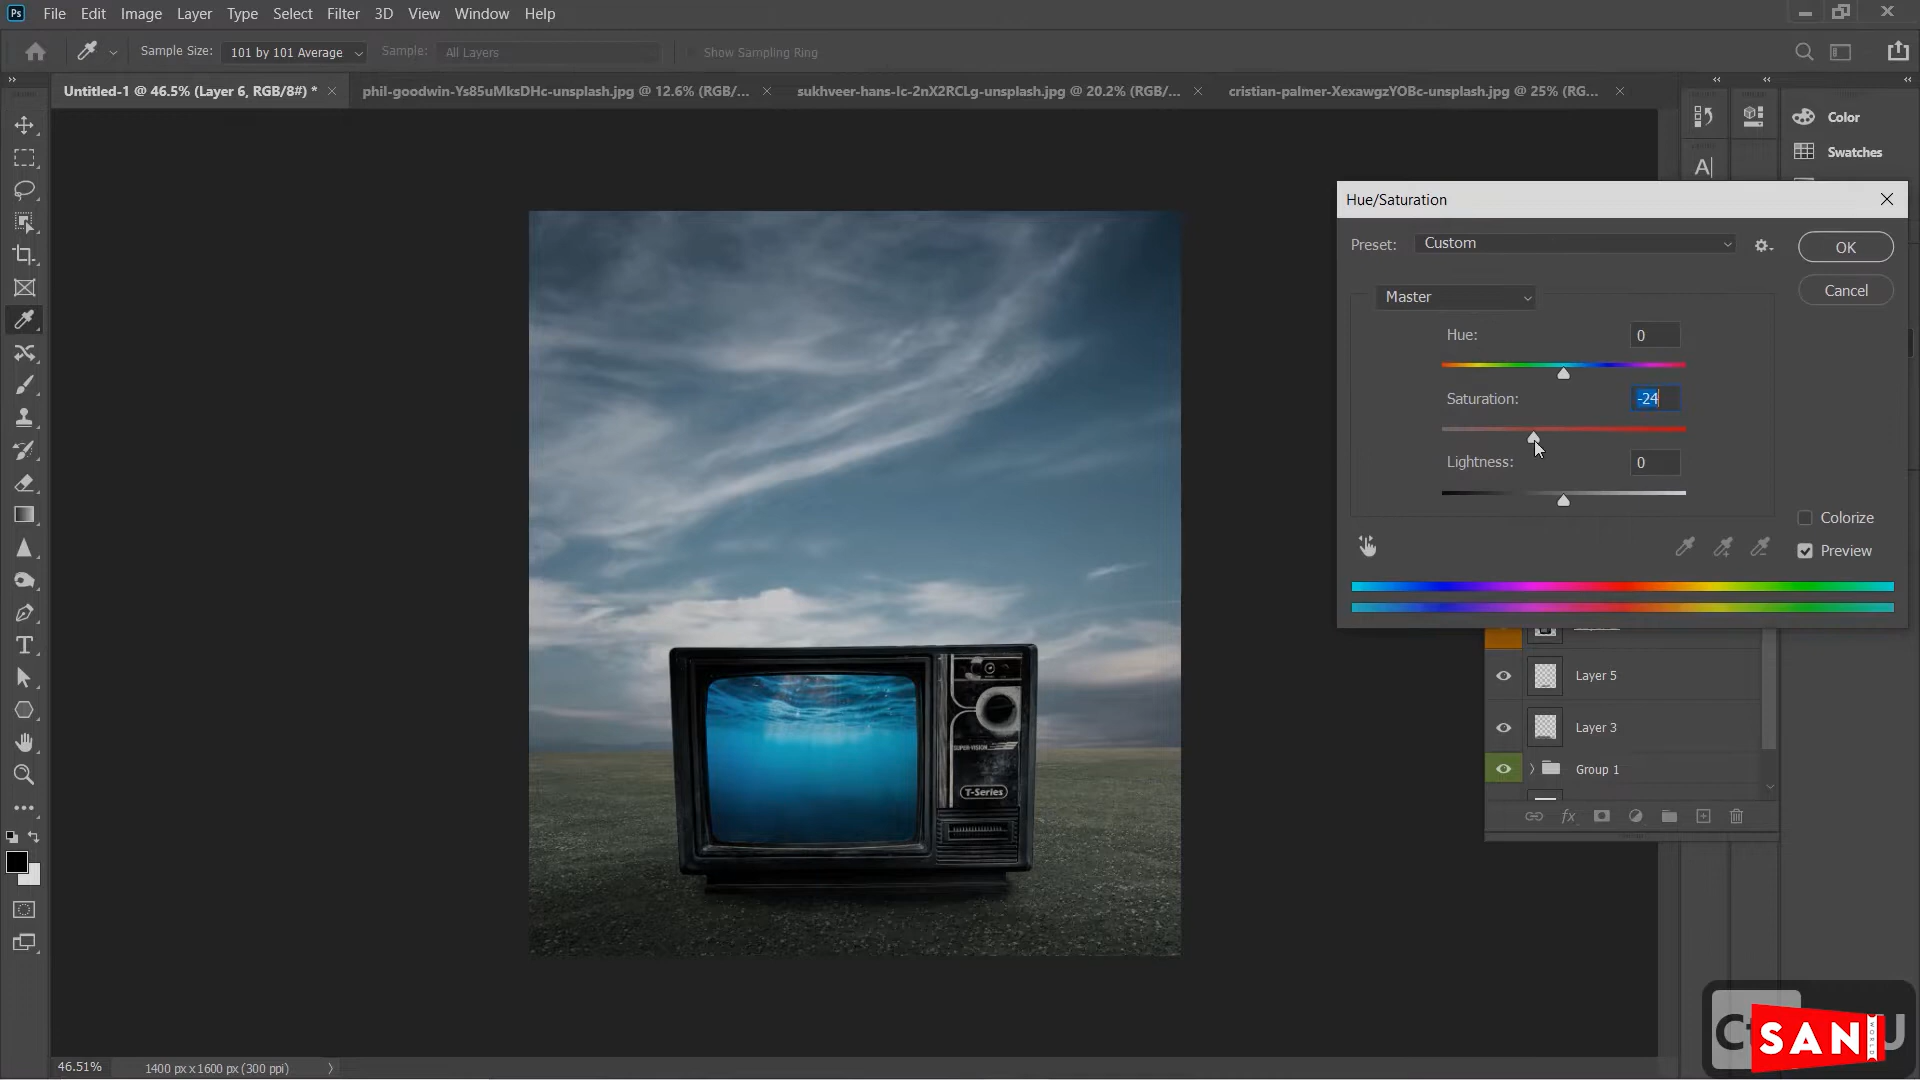 Ps File Edit Image Layer Type Select Filter 3D View Window Help
Sample Size: 101 by 101 Average Sample: All Layers Show Sampling Ring
Untitled-1 @ 46.5% (Layer 6, RGB/8#) * phil-goodwin-Ys85uMksDHc-unsplash.jpg @ 12.6% (RGB/... sukhveer-hans-Ic-2nX2RCLg-unsplash.jpg @ 20.2% (RGB/... cristian-palmer-XexawgzYOBc-unsplash.jpg @ 25% (RG...
Color
Swatches
Hue/Saturation
Preset: Custom
OK
Cancel
Master
Hue: 0
Saturation: -24
Lightness: 0
Colorize
Preview
Layer 5
Layer 3
Group 1
fx
SUPER-VISION
T-Series
SANI
WORLD
U
46.51% 1400 px x 1600 px (300 ppi)